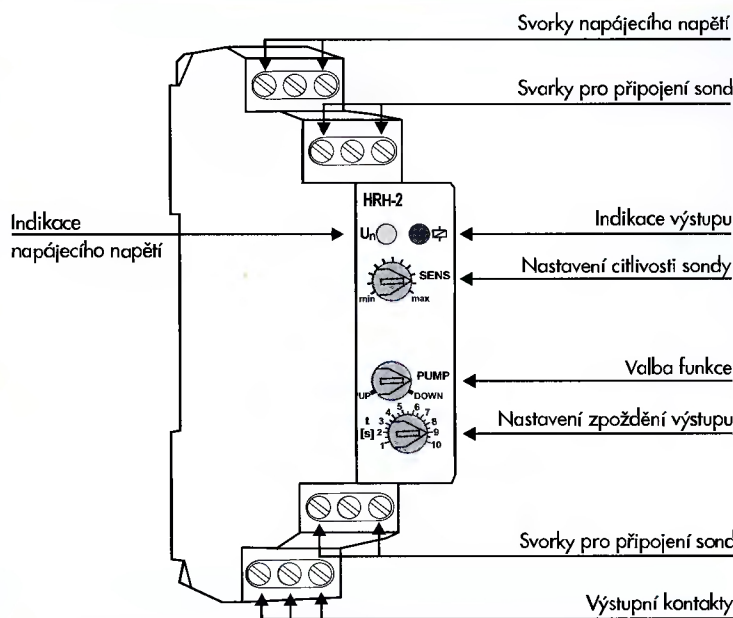 Svorky napájecíha napětí
Svarky pro připojení sond
HRH-2
Indikace
napájecího napětí
Un
Indikace výstupu
SENS
min
max
Nastavení citlivosti sondy
PUMP
UP
DOWN
Valba funkce
t
[s]
1
2
3
4
5
6
7
8
9
10
Nastavení zpoždění výstupu
Svorky pro připojení sond
Výstupní kontakty